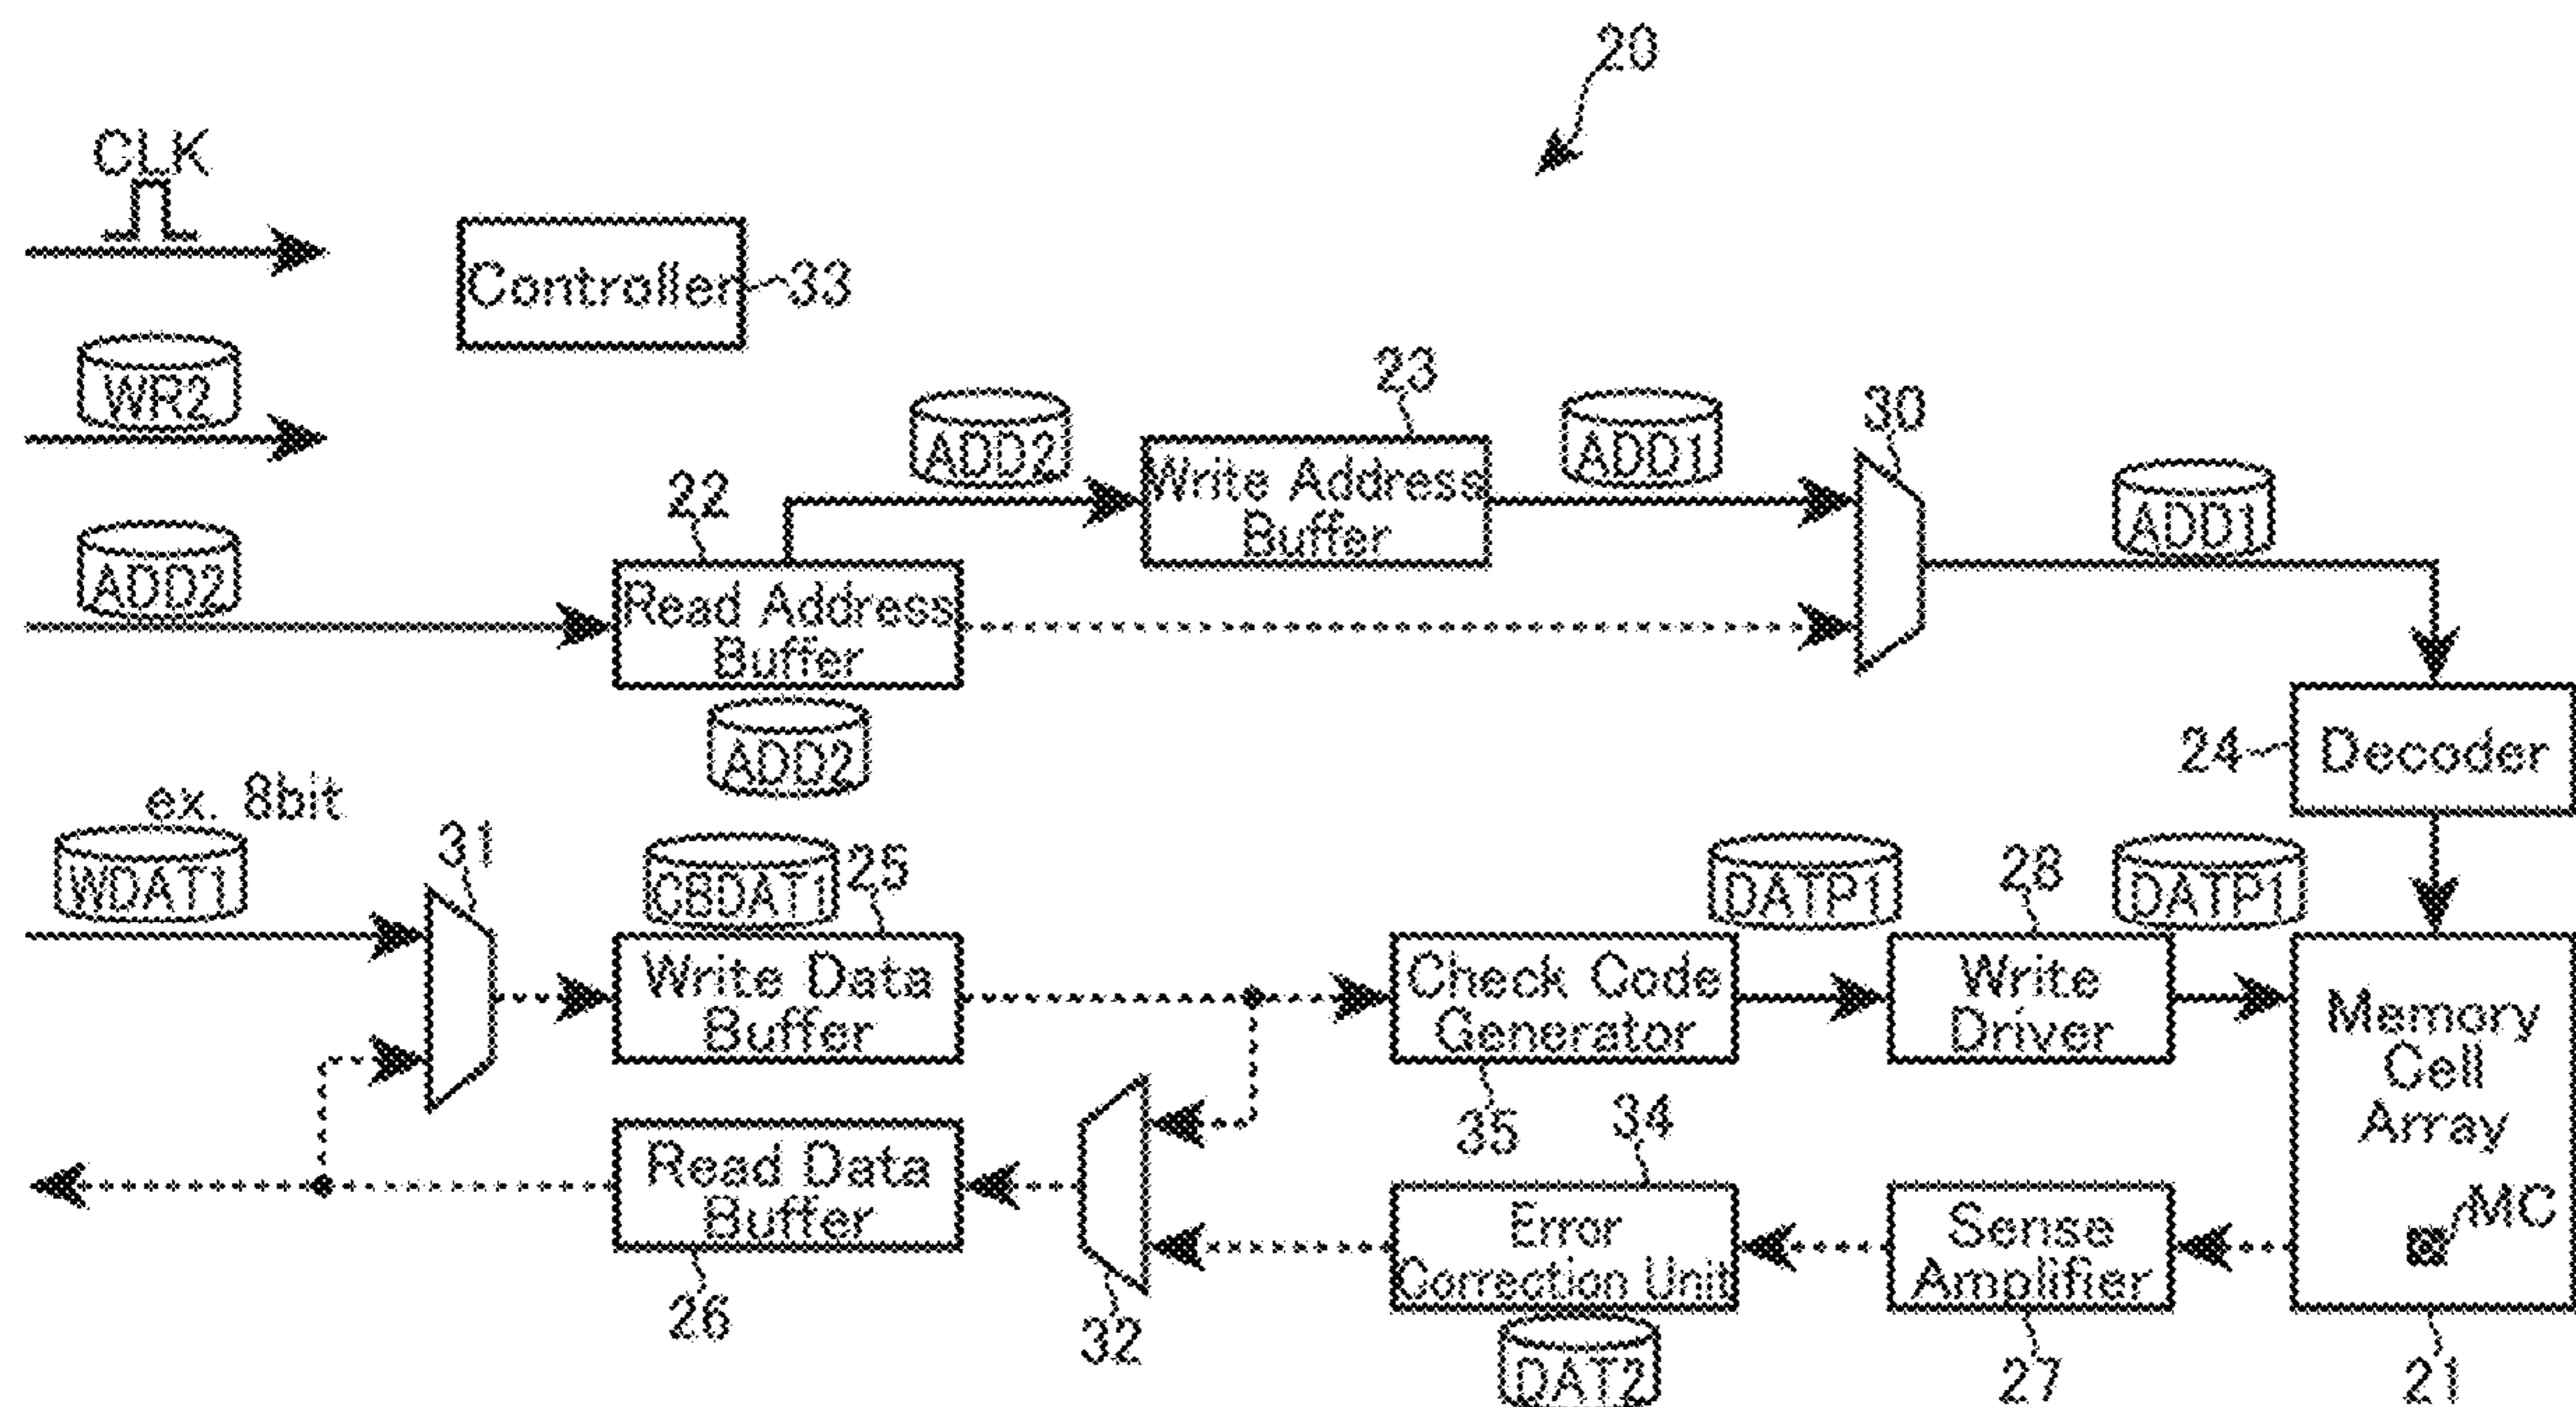 20
CLK
Controller
33
WR2
23
ADD2
ADD1
30
Write Address
Buffer
ADD1
22
ADD2
Read Address
Buffer
ADD2
24
Decoder
ex. 8bit
WDAT1
31
CBDAT1
25
DATP1
28
DATP1
Write Data
Buffer
Check Code
Generator
Write
Driver
Memory
Cell
Array
35
34
Read Data
Buffer
MC
Error
Correction Unit
Sense
Amplifier
26
32
DAT2
27
21